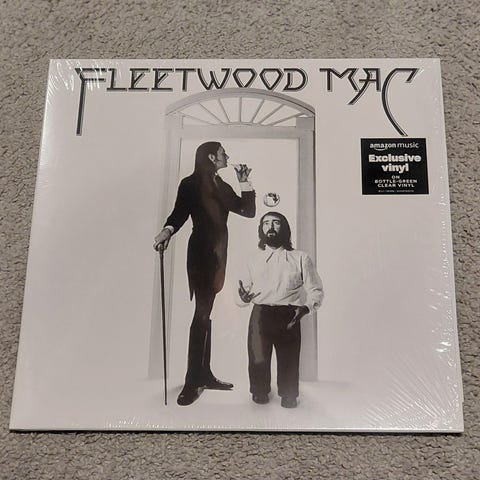 FLEETWOOD MAC
amazon music
Exclusive
vinyl
ON
BOTTLE-GREEN
CLEAR VINYL